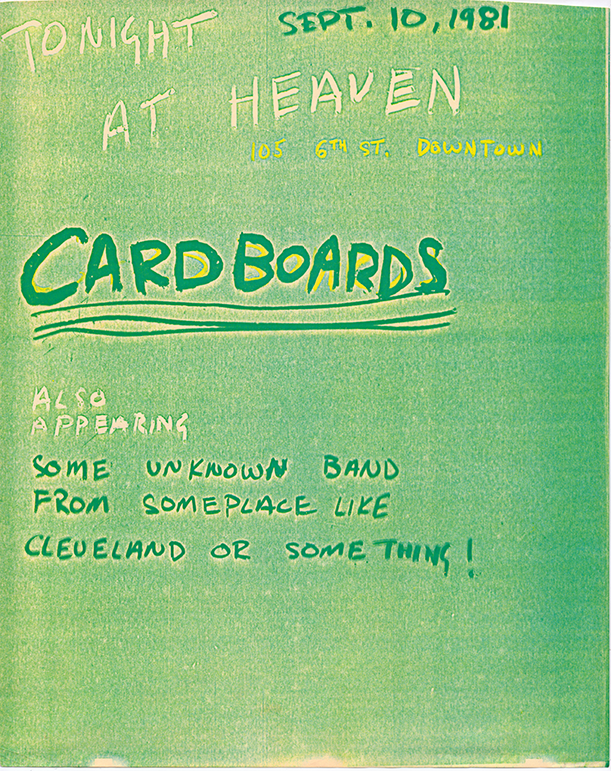 TONIGHT SEPT. 10, 1981
AT HEAVEN
105 6TH ST. DOWNTOWN
CARDBOARDS
ALSO
APPEARING
SOME UNKNOWN BAND
FROM SOMEPLACE LIKE
CLEVELAND OR SOMETHING!